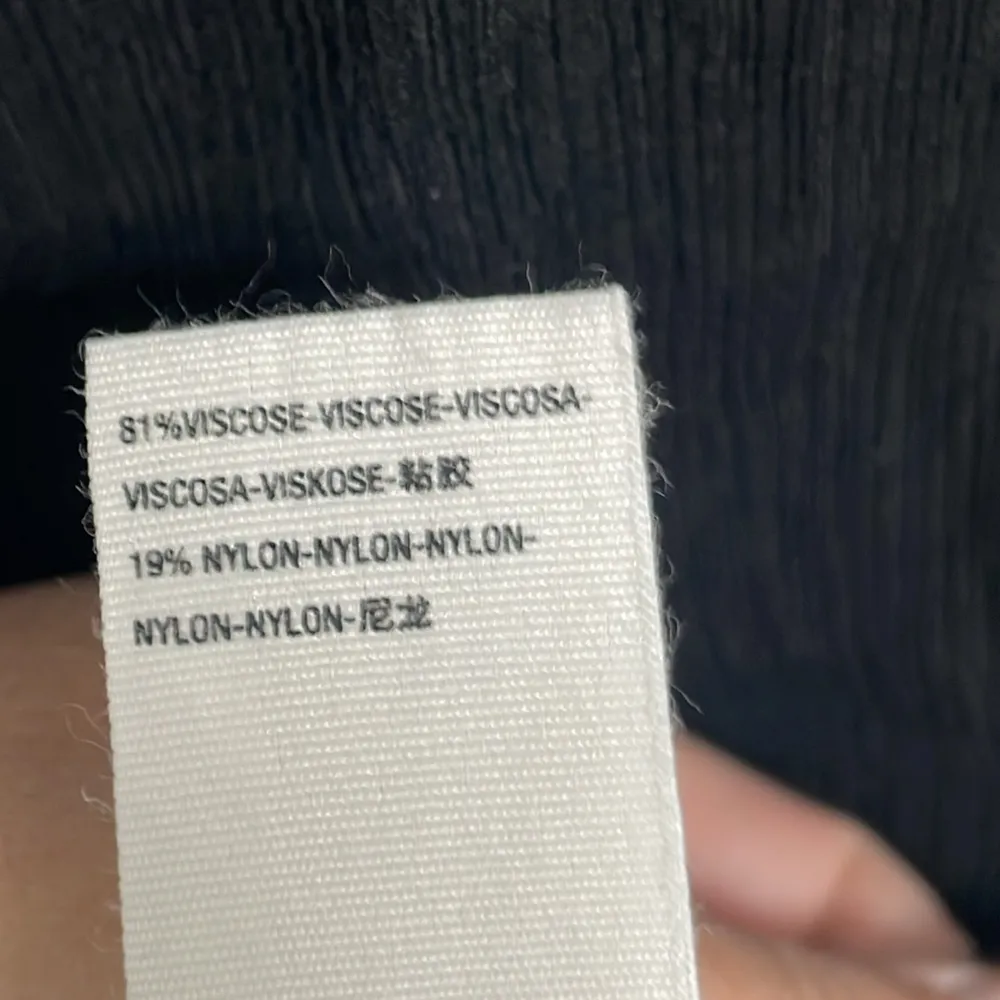 81%VISCOSE-VISCOSE-VISCOSA-
VISCOSA-VISKOSE-粘胶
19% NYLON-NYLON-NYLON-
NYLON-NYLON-尼龙